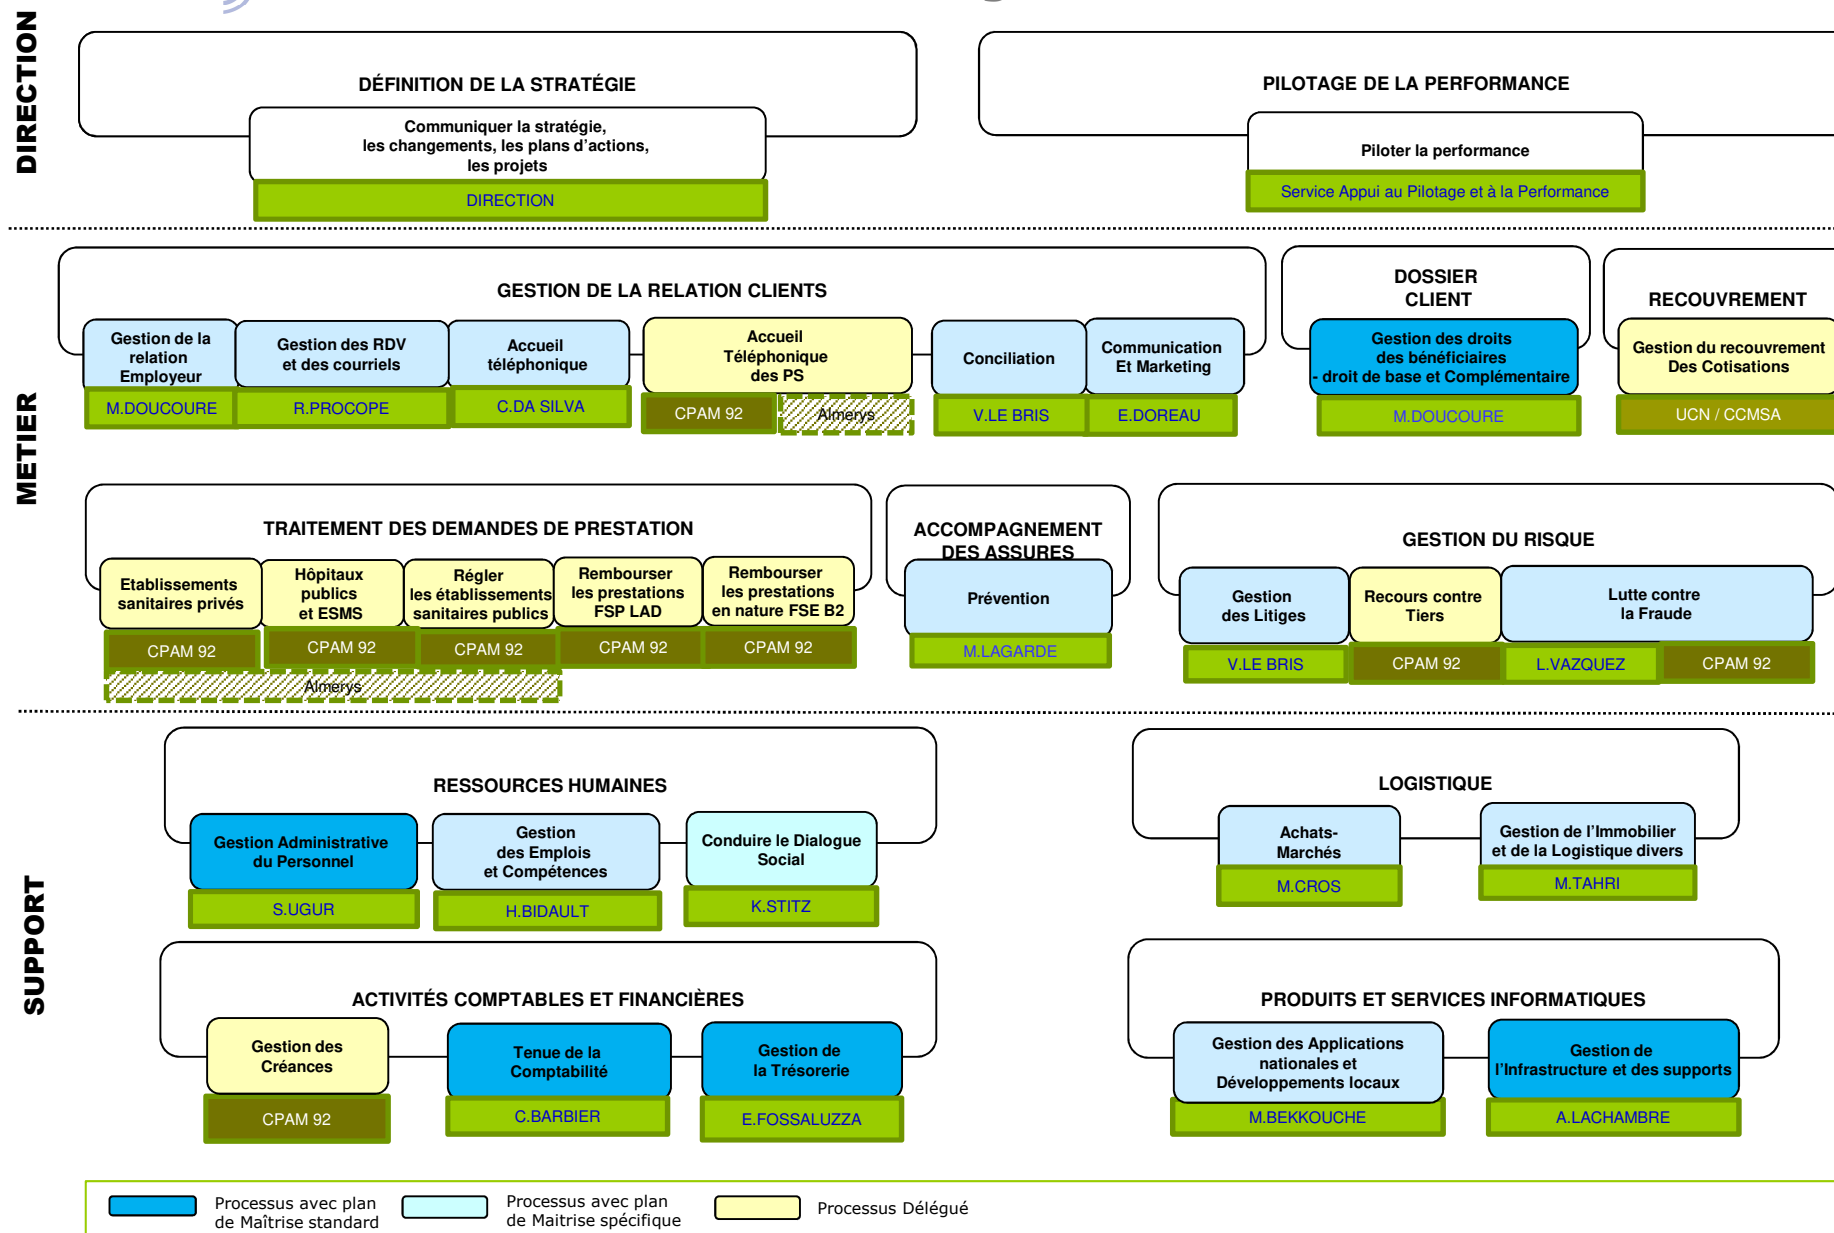 DIRECTION
DÉFINITION DE LA STRATÉGIE
Communiquer la stratégie,
les changements, les plans d'actions,
les projets
DIRECTION
PILOTAGE DE LA PERFORMANCE
Piloter la performance
Service Appui au Pilotage et à la Performance
METIER
GESTION DE LA RELATION CLIENTS
Gestion de la
relation
Employeur
M.DOUCOURE
Gestion des RDV
et des courriels
R.PROCOPE
Accueil
téléphonique
C.DA SILVA
Accueil
Téléphonique
des PS
CPAM 92
Almerys
Conciliation
V.LE BRIS
Communication
Et Marketing
E.DOREAU
DOSSIER
CLIENT
Gestion des droits
des bénéficiaires
- droit de base et Complémentaire
M.DOUCOURE
RECOUVREMENT
Gestion du recouvrement
Des Cotisations
UCN / CCMSA
TRAITEMENT DES DEMANDES DE PRESTATION
Etablissements
sanitaires privés
CPAM 92
Hôpitaux
publics
et ESMS
CPAM 92
Régler
les établissements
sanitaires publics
CPAM 92
Rembourser
les prestations
FSP LAD
CPAM 92
Rembourser
les prestations
en nature FSE B2
CPAM 92
Almerys
ACCOMPAGNEMENT
DES ASSURES
Prévention
M.LAGARDE
GESTION DU RISQUE
Gestion
des Litiges
V.LE BRIS
Recours contre
Tiers
CPAM 92
Lutte contre
la Fraude
L.VAZQUEZ
CPAM 92
SUPPORT
RESSOURCES HUMAINES
Gestion Administrative
du Personnel
S.UGUR
Gestion
des Emplois
et Compétences
H.BIDAULT
Conduire le Dialogue
Social
K.STITZ
LOGISTIQUE
Achats-
Marchés
M.CROS
Gestion de l'Immobilier
et de la Logistique divers
M.TAHRI
ACTIVITÉS COMPTABLES ET FINANCIÈRES
Gestion des
Créances
CPAM 92
Tenue de la
Comptabilité
C.BARBIER
Gestion de
la Trésorerie
E.FOSSALUZZA
PRODUITS ET SERVICES INFORMATIQUES
Gestion des Applications
nationales et
Développements locaux
M.BEKKOUCHE
Gestion de
l'Infrastructure et des supports
A.LACHAMBRE
Processus avec plan
de Maîtrise standard
Processus avec plan
de Maitrise spécifique
Processus Délégué